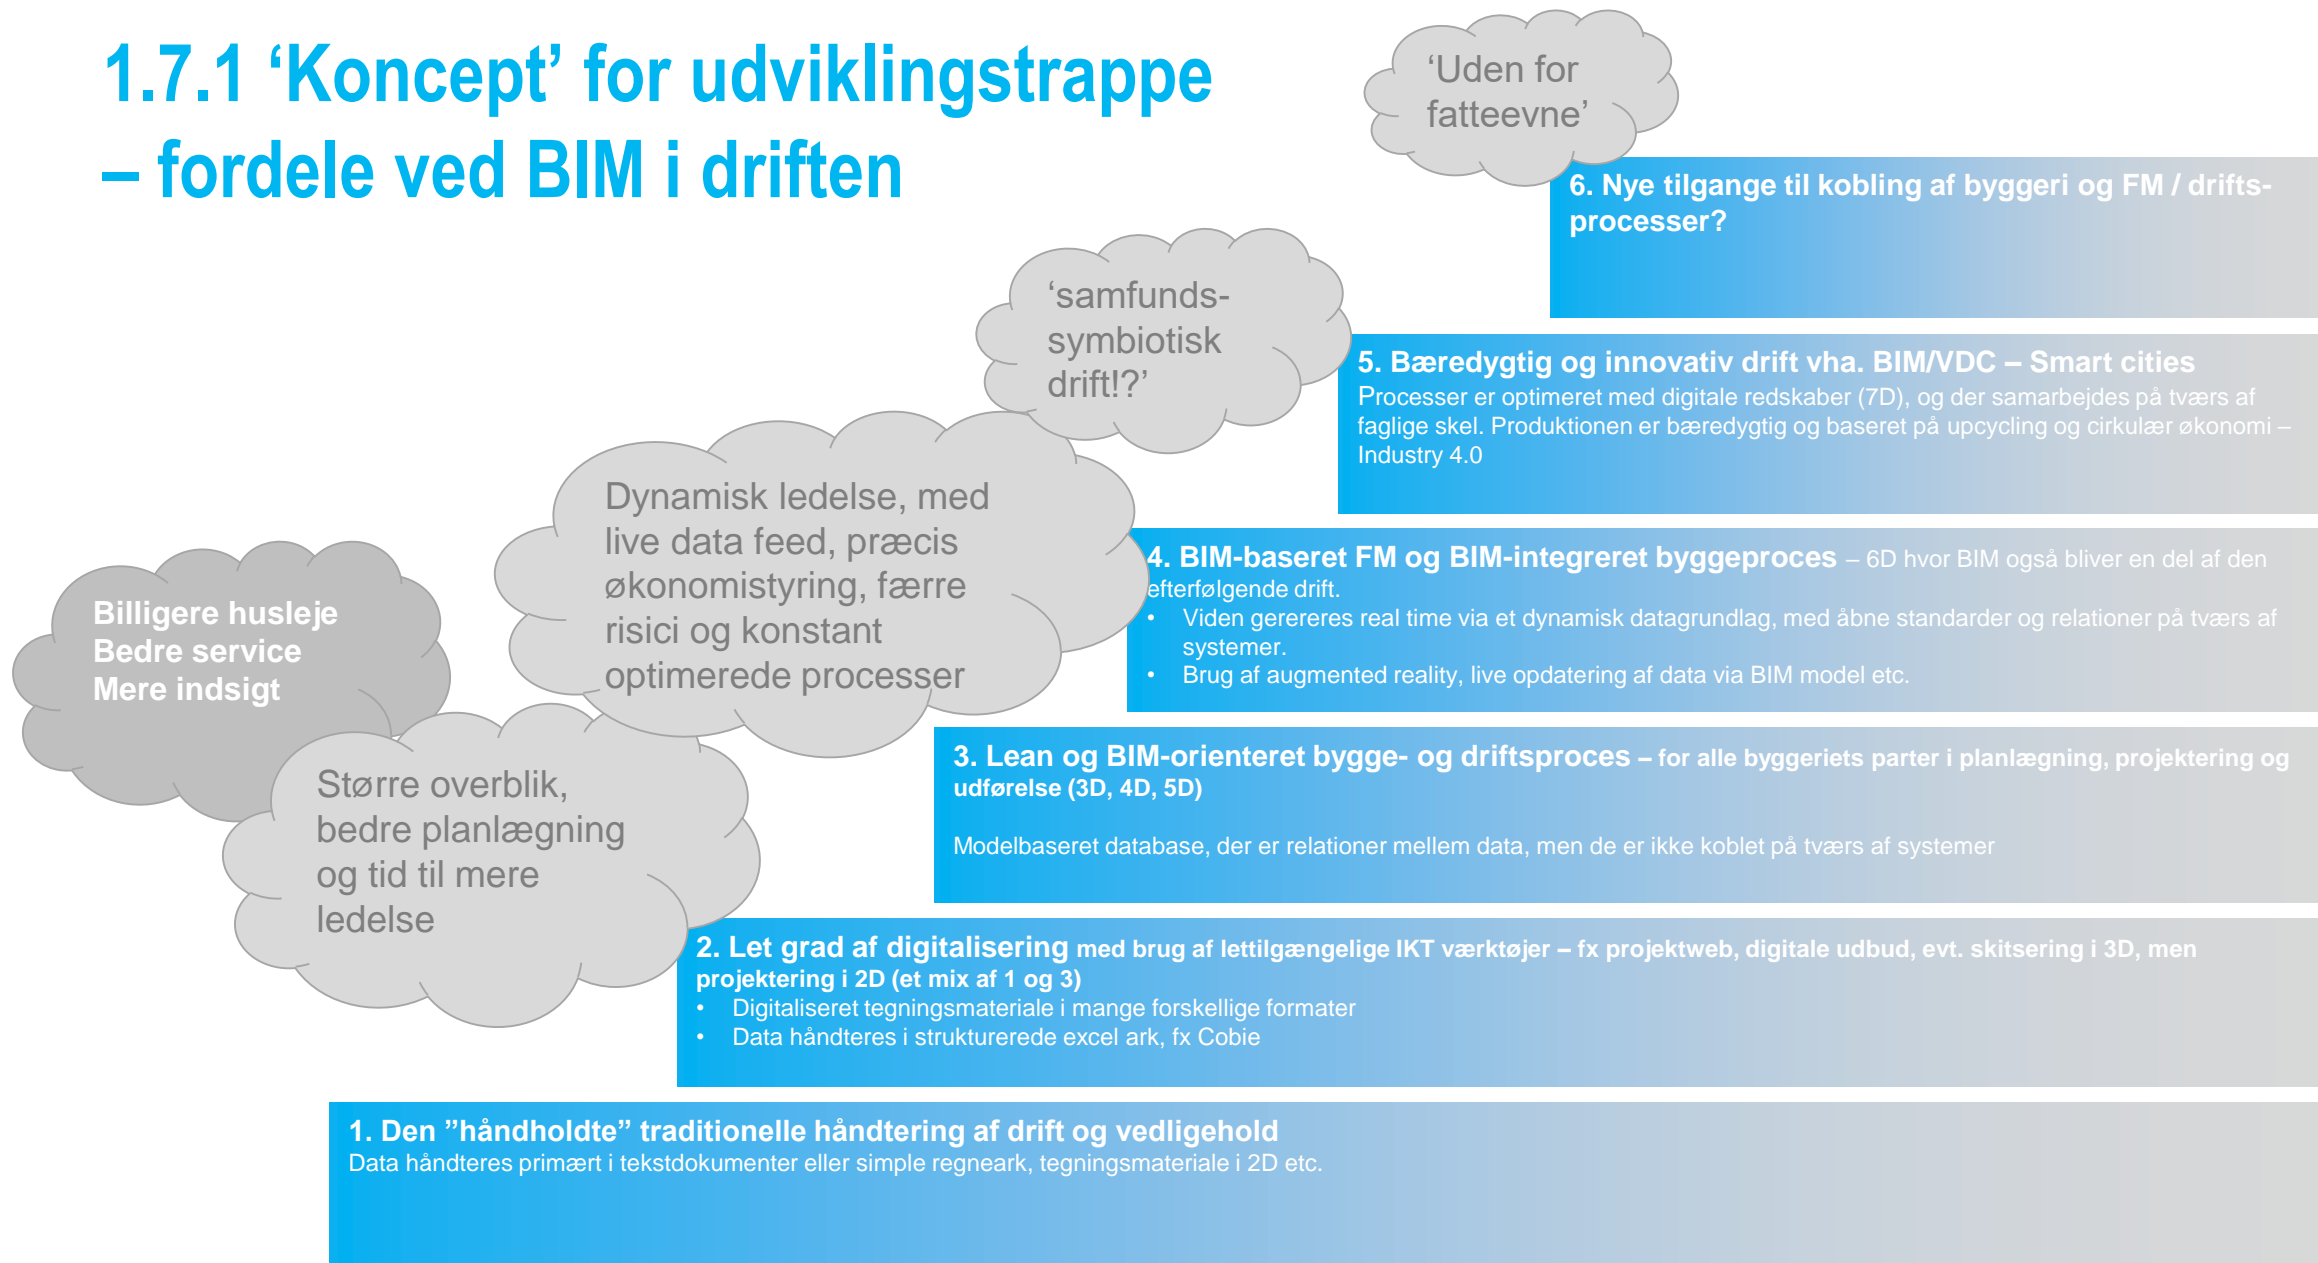 1.7.1 ‘Koncept’ for udviklingstrappe
– fordele ved BIM i driften
‘Uden for
fatteevne’
6. Nye tilgange til kobling af byggeri og FM / drifts-
processer?
‘samfunds-
symbiotisk
drift!?’
5. Bæredygtig og innovativ drift vha. BIM/VDC – Smart cities
Processer er optimeret med digitale redskaber (7D), og der samarbejdes på tværs af
faglige skel. Produktionen er bæredygtig og baseret på upcycling og cirkulær økonomi –
Industry 4.0
Dynamisk ledelse, med
live data feed, præcis
økonomistyring, færre
risici og konstant
optimerede processer
4. BIM-baseret FM og BIM-integreret byggeproces – 6D hvor BIM også bliver en del af den
efterfølgende drift.
• Viden gerereres real time via et dynamisk datagrundlag, med åbne standarder og relationer på tværs af
systemer.
• Brug af augmented reality, live opdatering af data via BIM model etc.
Billigere husleje
Bedre service
Mere indsigt
Større overblik,
bedre planlægning
og tid til mere
ledelse
3. Lean og BIM-orienteret bygge- og driftsproces – for alle byggeriets parter i planlægning, projektering og
udførelse (3D, 4D, 5D)
Modelbaseret database, der er relationer mellem data, men de er ikke koblet på tværs af systemer
2. Let grad af digitalisering med brug af lettilgængelige IKT værktøjer – fx projektweb, digitale udbud, evt. skitsering i 3D, men
projektering i 2D (et mix af 1 og 3)
• Digitaliseret tegningsmateriale i mange forskellige formater
• Data håndteres i strukturerede excel ark, fx Cobie
1. Den ”håndholdte” traditionelle håndtering af drift og vedligehold
Data håndteres primært i tekstdokumenter eller simple regneark, tegningsmateriale i 2D etc.